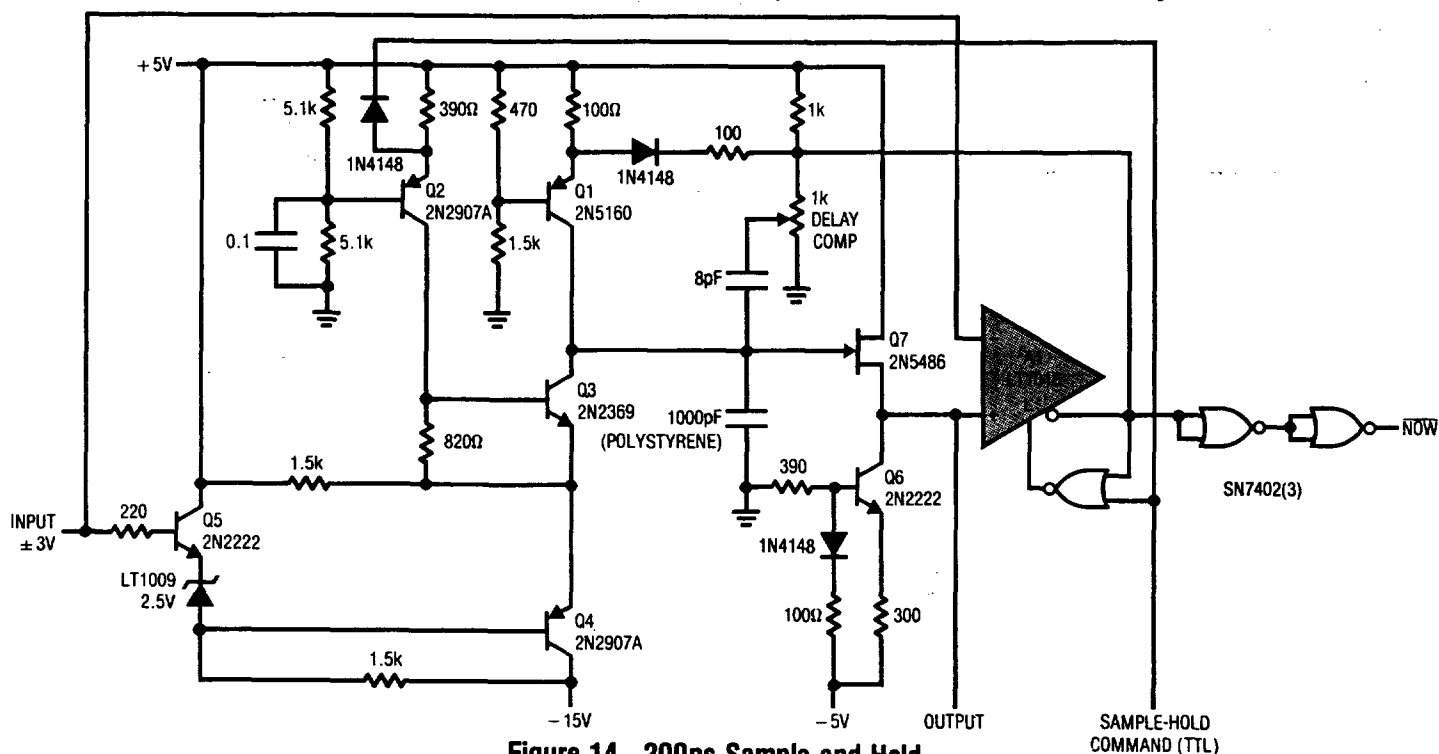 +5V
5.1k
390Ω
470
100Ω
1k
1N4148
1N4148
100
Q2
2N2907A
Q1
2N5160
1k
DELAY
COMP
0.1
5.1k
1.5k
8pF
Q7
2N5486
Q3
2N2369
1000pF
(POLYSTYRENE)
820Ω
1.5k
390
Q6
2N2222
NOW
SN7402(3)
INPUT
±3V
220
Q5
2N2222
1N4148
LT1009
2.5V
Q4
2N2907A
100Ω
300
1.5k
−15V
−5V
OUTPUT
SAMPLE-HOLD
COMMAND (TTL)
Figure 14. 200ns Sample and Hold